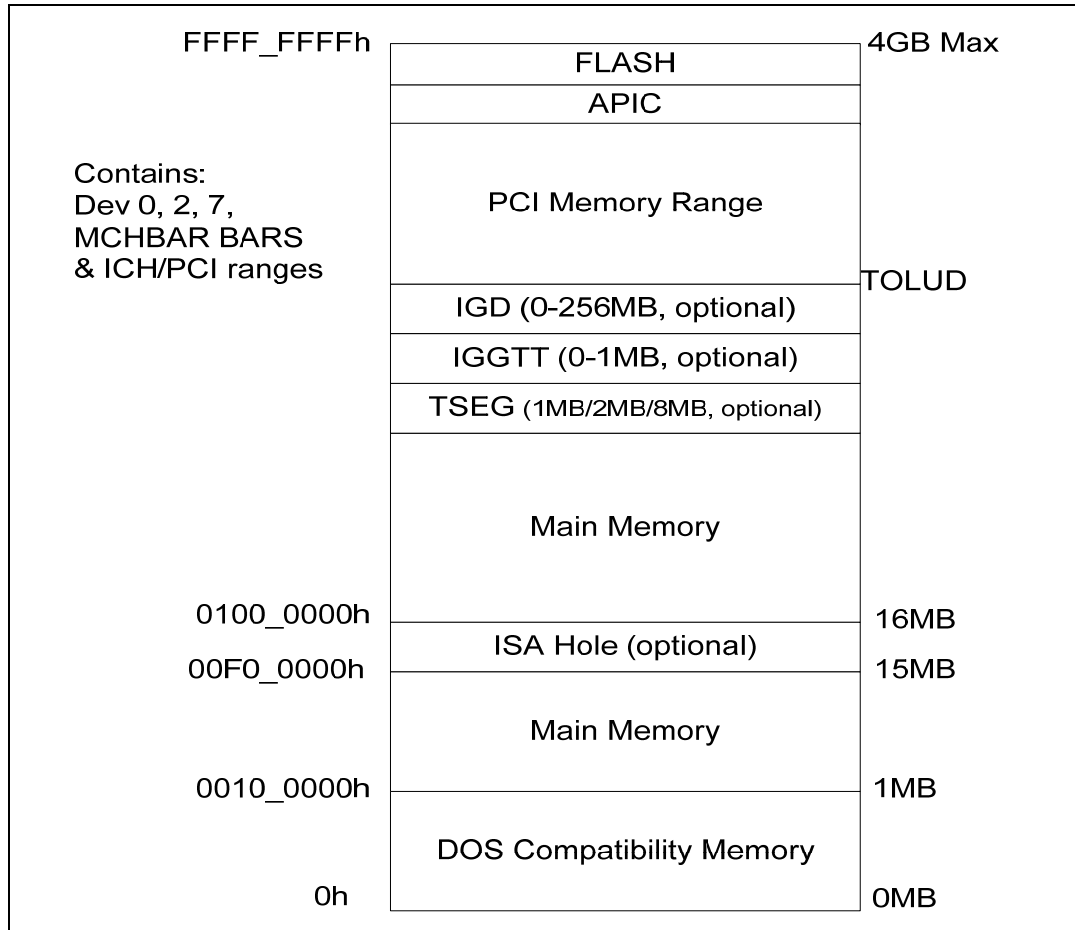 FFFF_FFFFh
4GB Max
FLASH
APIC
Contains:
Dev 0, 2, 7,
MCHBAR BARS
& ICH/PCI ranges
PCI Memory Range
TOLUD
IGD (0-256MB, optional)
IGGTT (0-1MB, optional)
TSEG (1MB/2MB/8MB, optional)
Main Memory
0100_0000h
16MB
ISA Hole (optional)
00F0_0000h
15MB
Main Memory
0010_0000h
1MB
DOS Compatibility Memory
0h
0MB